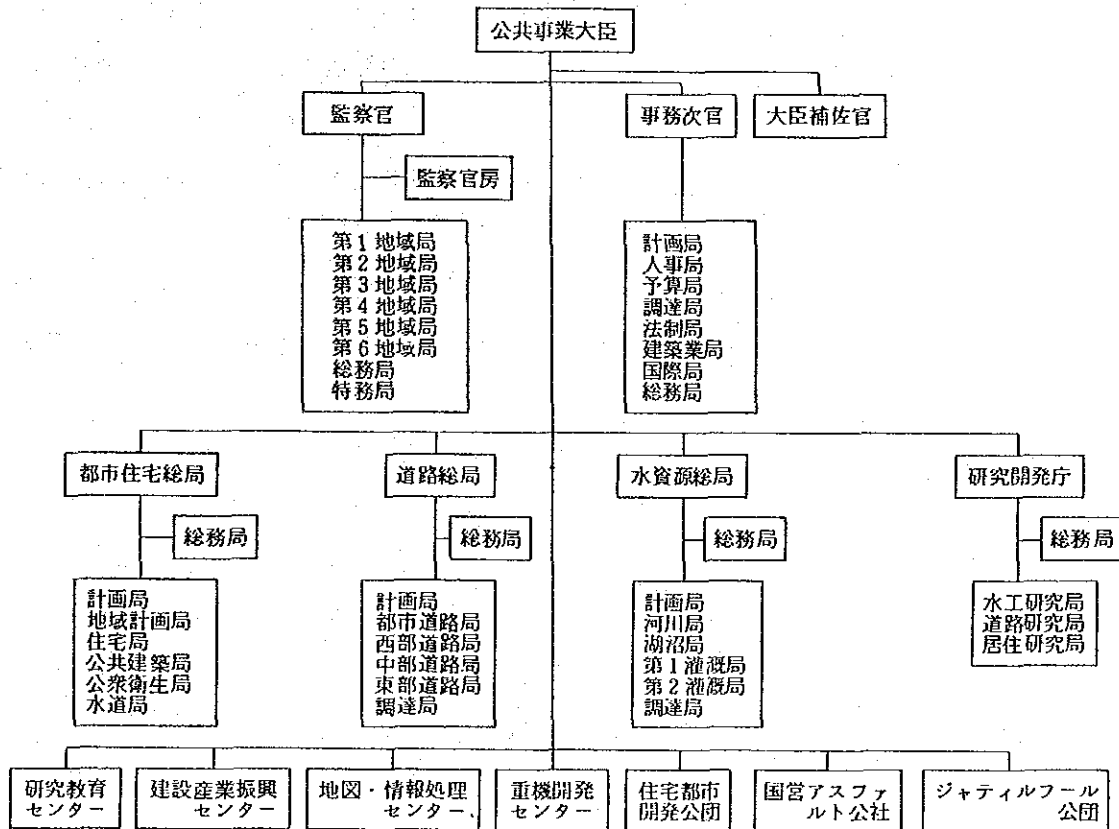 公共事業大臣
監察官
事務次官
大臣補佐官
監察官房
第1地域局
第2地域局
第3地域局
第4地域局
第5地域局
第6地域局
総務局
特務局
計画局
人事局
予算局
調達局
法制局
建築業局
国際局
総務局
都市住宅総局
道路総局
水資源総局
研究開発庁
総務局
総務局
総務局
総務局
計画局
地域計画局
住宅局
公共建築局
公衆衛生局
水道局
計画局
都市道路局
西部道路局
中部道路局
東部道路局
調達局
計画局
河川局
湖沼局
第1灌漑局
第2灌漑局
調達局
水工研究局
道路研究局
居住研究局
研究教育
センター
建設産業振興
センター
地図・情報処理
センター、
重機開発
センター
住宅都市
開発公団
国営アスファ
ルト公社
ジャティルフール
公団